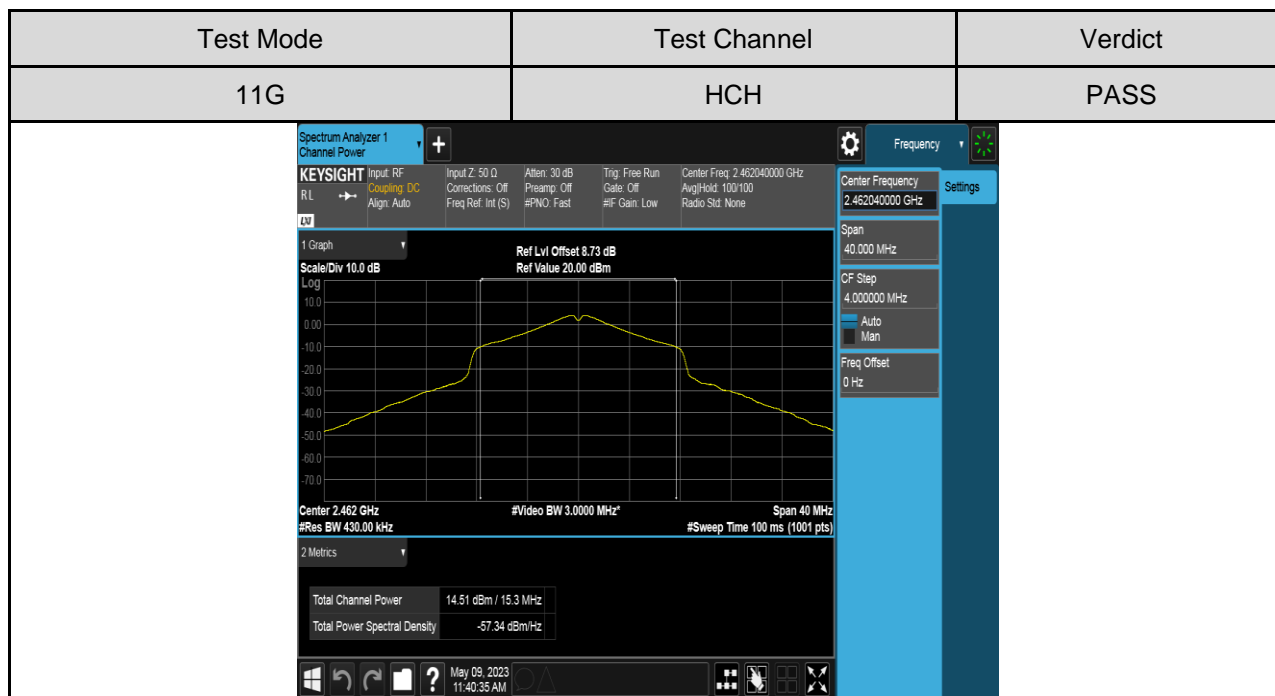 Test Mode Test Channel Verdict
11G HCH PASS
Spectrum Analyzer 1
Channel Power
+
Frequency
KEYSIGHT Input: RF Input Z: 50 Ω Atten: 30 dB Trig: Free Run Center Freq: 2.462040000 GHz
RL Coupling: DC Corrections: Off Preamp: Off Gate: Off Avg|Hold: 100/100
Align: Auto Freq Ref: Int (S) #PNO: Fast #IF Gain: Low Radio Std: None
LXI
Center Frequency
2.462040000 GHz
Settings
Span
40.000 MHz
CF Step
4.000000 MHz
Auto
Man
Freq Offset
0 Hz
1 Graph
Ref Lvl Offset 8.73 dB
Scale/Div 10.0 dB Ref Value 20.00 dBm
Log
10.0
0.00
-10.0
-20.0
-30.0
-40.0
-50.0
-60.0
-70.0
Center 2.462 GHz #Video BW 3.0000 MHz* Span 40 MHz
#Res BW 430.00 kHz #Sweep Time 100 ms (1001 pts)
2 Metrics
Total Channel Power 14.51 dBm / 15.3 MHz
Total Power Spectral Density -57.34 dBm/Hz
? May 09, 2023
11:40:35 AM